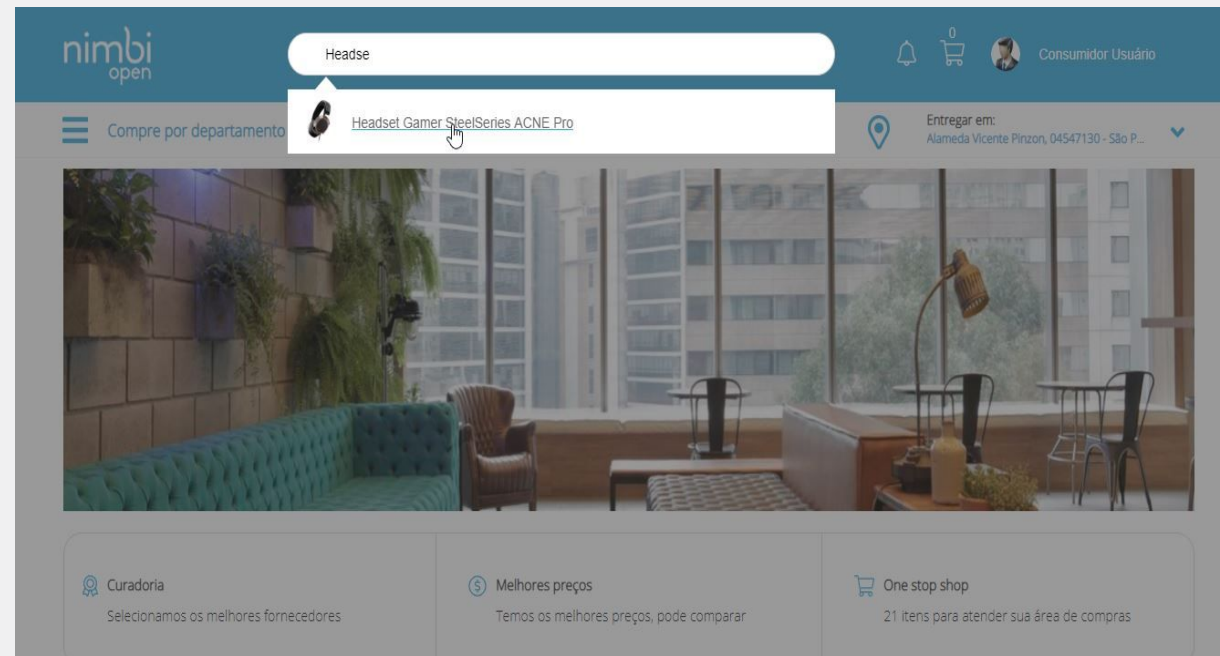 nimbi
open
Headse
0
Consumidor Usuário
Headset Gamer SteelSeries ACNE Pro
Compre por departamento
Entregar em:
Alameda Vicente Pinzon, 04547130 - São P...
Curadoria
Selecionamos os melhores fornecedores
Melhores preços
Temos os melhores preços, pode comparar
One stop shop
21 itens para atender sua área de compras